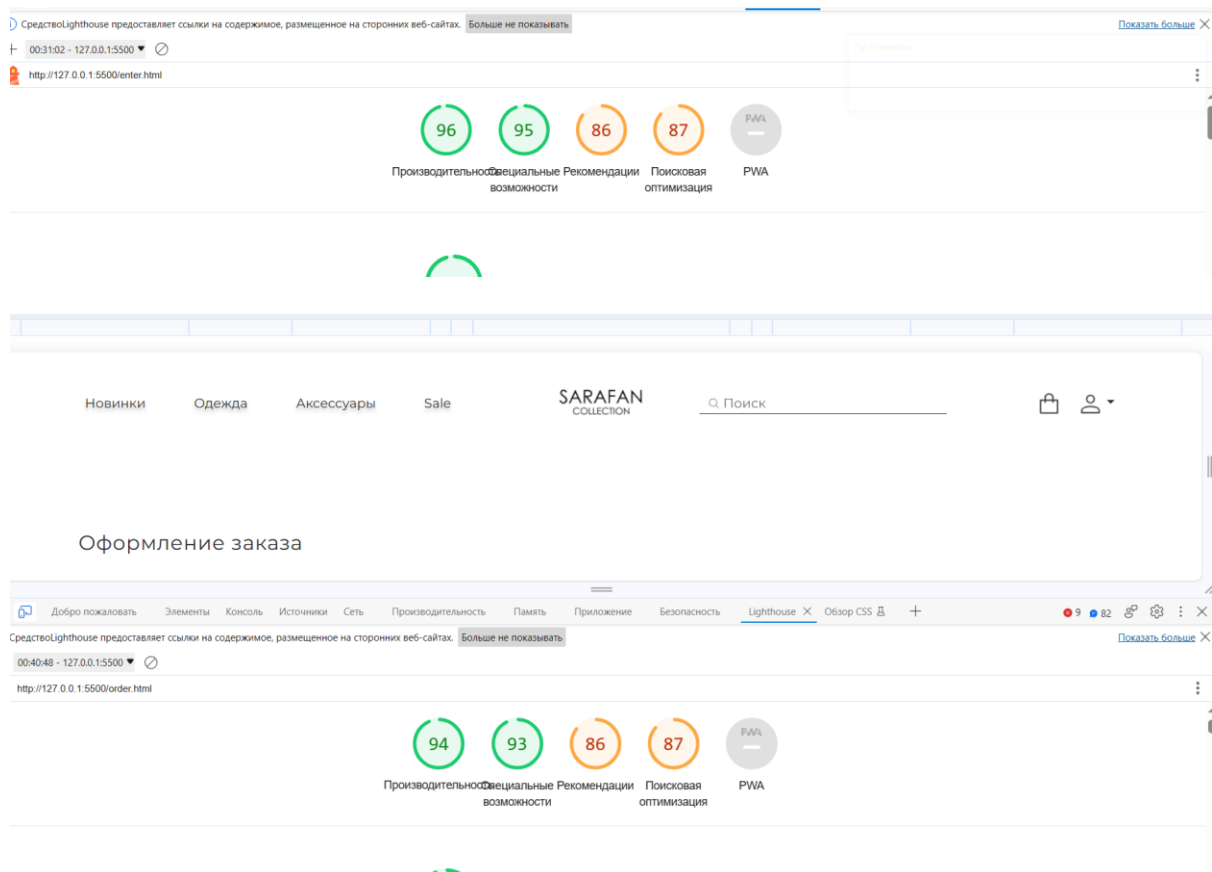 СредствоLighthouse предоставляет ссылки на содержимое, размещенное на сторонних веб-сайтах. Больше не показывать Показать больше
00:31:02 - 127.0.0.1:5500
http://127.0.0.1:5500/enter.html
96 95 86 87 PWA
Производительность Специальные возможности Рекомендации Поисковая оптимизация PWA
Новинки Одежда Аксессуары Sale SARAFAN COLLECTION Поиск
Оформление заказа
Добро пожаловать Элементы Консоль Источники Сеть Производительность Память Приложение Безопасность Lighthouse Обзор CSS 9 82
СредствоLighthouse предоставляет ссылки на содержимое, размещенное на сторонних веб-сайтах. Больше не показывать Показать больше
00:40:48 - 127.0.0.1:5500
http://127.0.0.1:5500/order.html
94 93 86 87 PWA
Производительность Специальные возможности Рекомендации Поисковая оптимизация PWA